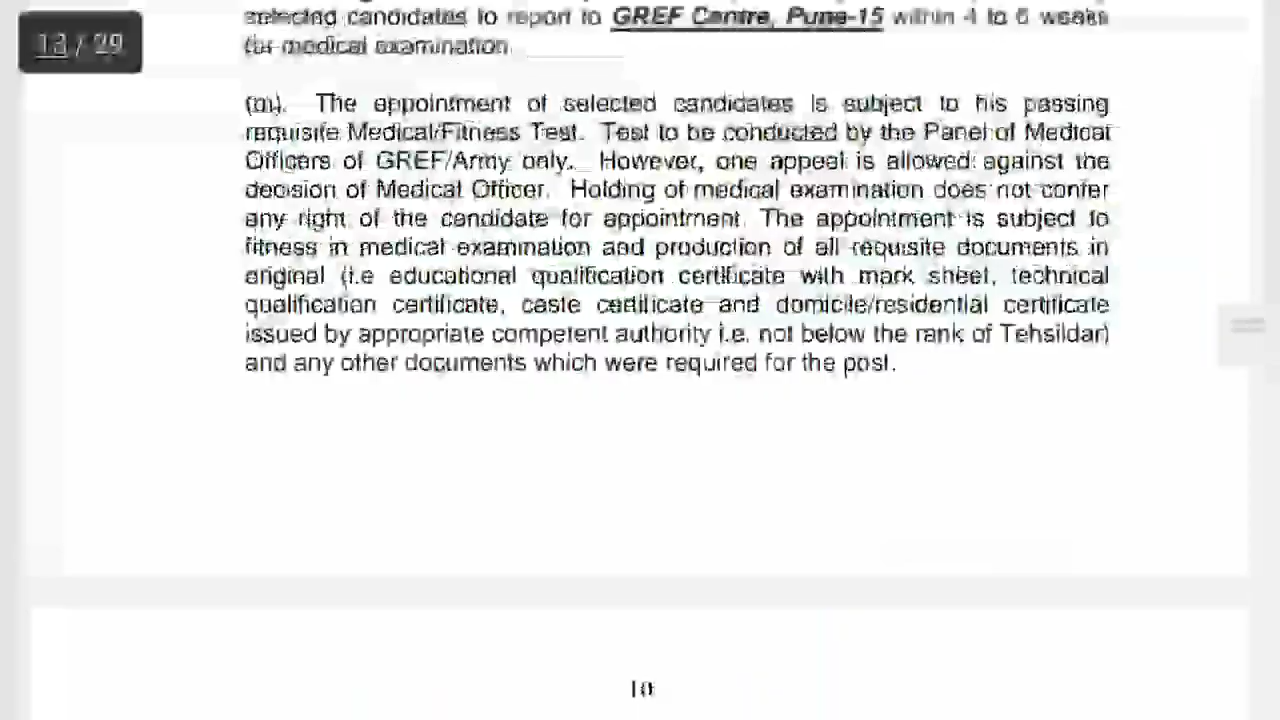 selected candidates to report to GREF Centre, Pune-15 within 4 to 6 weeks
for medical examination
13 / 29
(m). The appointment of selected candidates is subject to his passing
requisite Medical/Fitness Test. Test to be conducted by the Panel of Medical
Officers of GREF/Army only. However, one appeal is allowed against the
decision of Medical Officer. Holding of medical examination does not confer
any right of the candidate for appointment. The appointment is subject to
fitness in medical examination and production of all requisite documents in
original (i.e educational qualification certificate with mark sheet, technical
qualification certificate, caste certificate and domicile/residential certificate
issued by appropriate competent authority i.e. not below the rank of Tehsildar)
and any other documents which were required for the post.
10